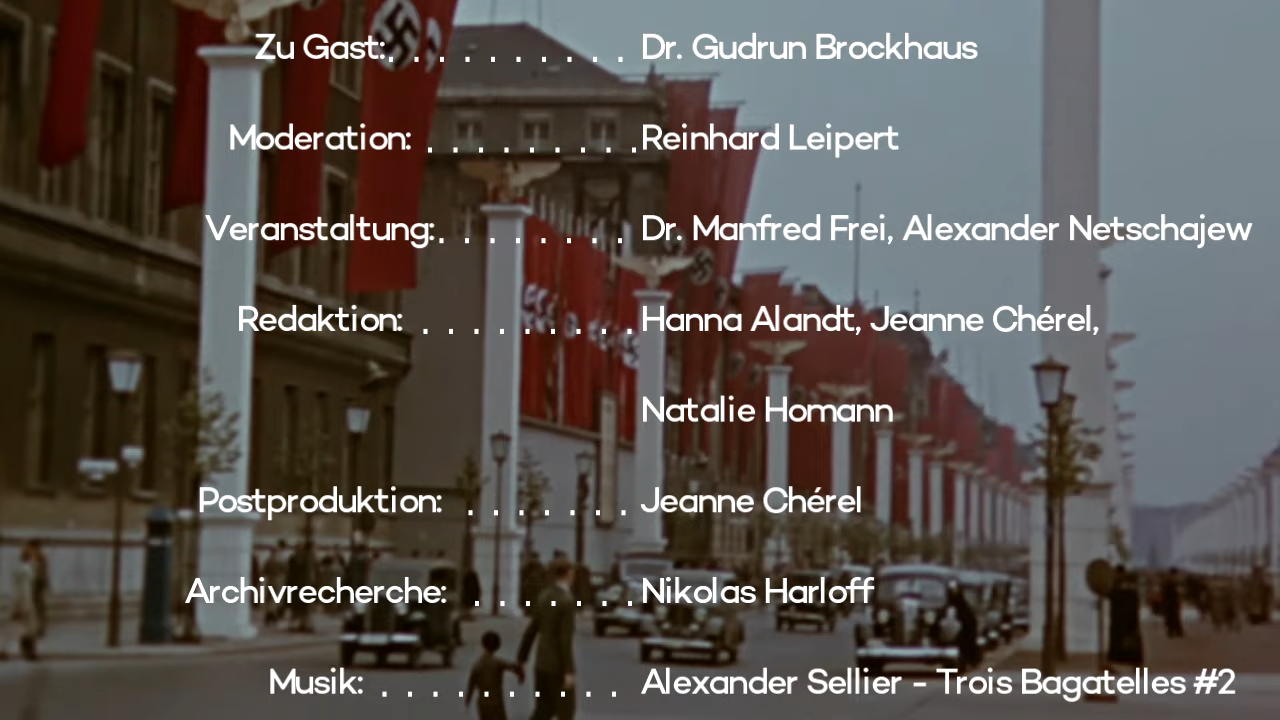 Zu Gast: . . . . . . . . . . Dr. Gudrun Brockhaus
Moderation: . . . . . . . . . Reinhard Leipert
Veranstaltung: . . . . . . . . Dr. Manfred Frei, Alexander Netschajew
Redaktion: . . . . . . . . . Hanna Alandt, Jeanne Chérel,
Natalie Homann
Postproduktion: . . . . . . . Jeanne Chérel
Archivrecherche: . . . . . . . Nikolas Harloff
Musik: . . . . . . . . . . . Alexander Sellier - Trois Bagatelles #2